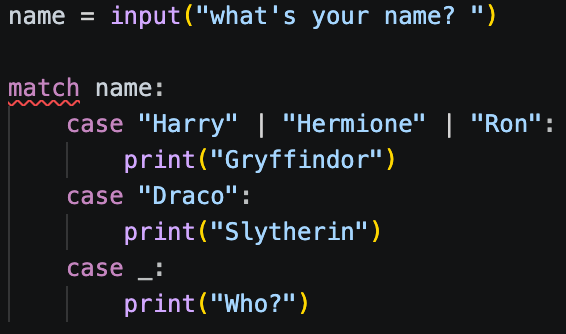 name = input("what's your name? ")
match name:
case "Harry" | "Hermione" | "Ron":
print("Gryffindor")
case "Draco":
print("Slytherin")
case _:
print("Who?")